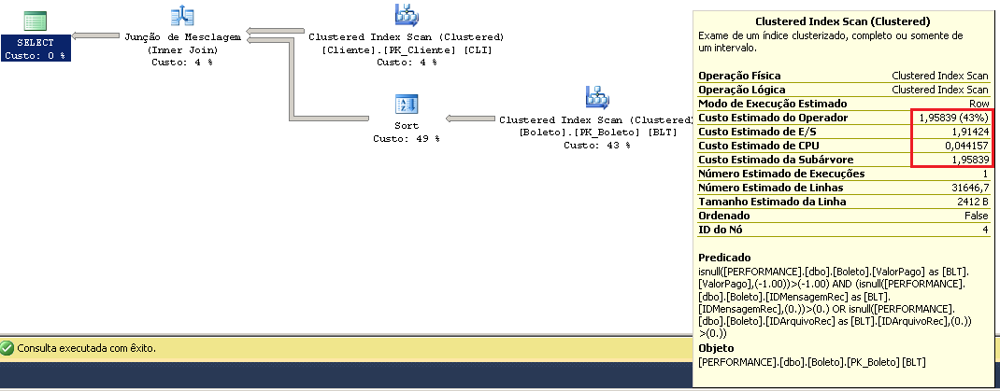 SELECT
Custo: 0 %
Junção de Mesclagem
(Inner Join)
Custo: 4 %
Clustered Index Scan (Clustered)
[Cliente].[PK_Cliente] [CLI]
Custo: 4 %
Sort
Custo: 49 %
Clustered Index Scan (Clustered)
[Boleto].[PK_Boleto] [BLT]
Custo: 43 %
Clustered Index Scan (Clustered)
Exame de um índice clusterizado, completo ou somente de
um intervalo.
Operação Física Clustered Index Scan
Operação Lógica Clustered Index Scan
Modo de Execução Estimado Row
Custo Estimado do Operador 1,95839 (43%)
Custo Estimado de E/S 1,91424
Custo Estimado de CPU 0,044157
Custo Estimado da Subárvore 1,95839
Número Estimado de Execuções 1
Número Estimado de Linhas 31646,7
Tamanho Estimado da Linha 2412 B
Ordenado False
ID do Nó 4
Predicado
isnull([PERFORMANCE].[dbo].[Boleto].[ValorPago] as [BLT].
[ValorPago],(-1.00))>(-1.00) AND (isnull([PERFORMANCE].
[dbo].[Boleto].[IDMensagemRec] as [BLT].
[IDMensagemRec],(0.))>(0.) OR isnull([PERFORMANCE].
[dbo].[Boleto].[IDArquivoRec] as [BLT].[IDArquivoRec],(0.))
>(0.))
Objeto
[PERFORMANCE].[dbo].[Boleto].[PK_Boleto] [BLT]
Consulta executada com êxito.